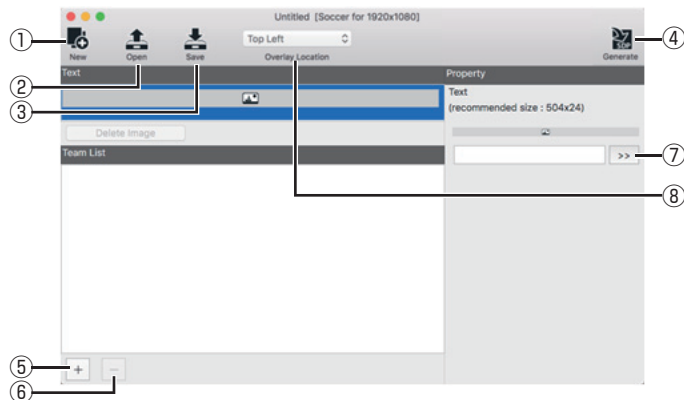 Untitled [Soccer for 1920x1080]
① New
② Open
③ Save
Top Left
⑧ Overlay Location
④ SDP
Generate
Text
Delete Image
Team List
⑤ +
⑥ −
Property
Text
(recommended size : 504x24)
⑦ >>